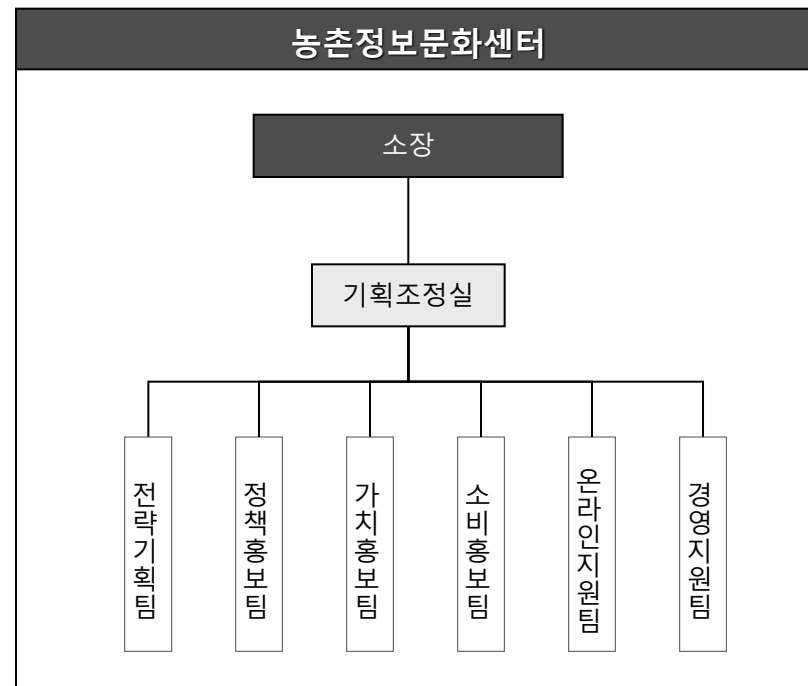 농촌정보문화센터
소장
기획조정실
전략기획팀
정책홍보팀
가치홍보팀
소비홍보팀
온라인지원팀
경영지원팀